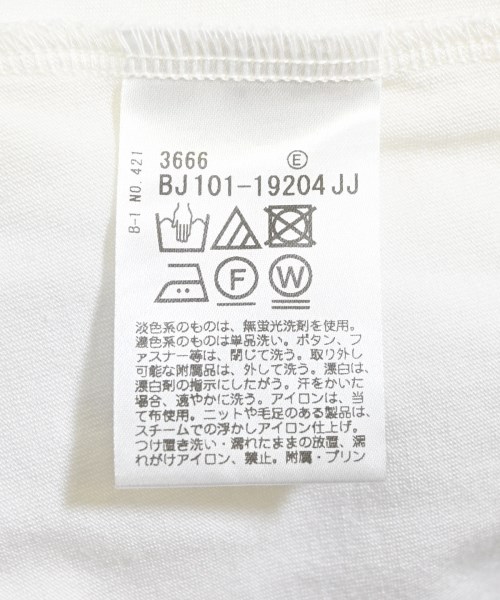 B-1 NO. 421
3666 E
BJ101-19204JJ
F W
淡色系のものは、無蛍光洗剤を使用。
濃色系のものは単品洗い。ボタン、フ
ァスナー等は、閉じて洗う。取り外し
可能な附属品は、外して洗う。漂白は、
漂白剤の指示にしたがう。汗をかいた
場合、速やかに洗う。アイロンは、当
て布使用。ニットや毛足のある製品は、
スチームでの浮かしアイロン仕上げ。
つけ置き洗い・濡れたままの放置、濡
れがけアイロン、禁止。附属・プリン